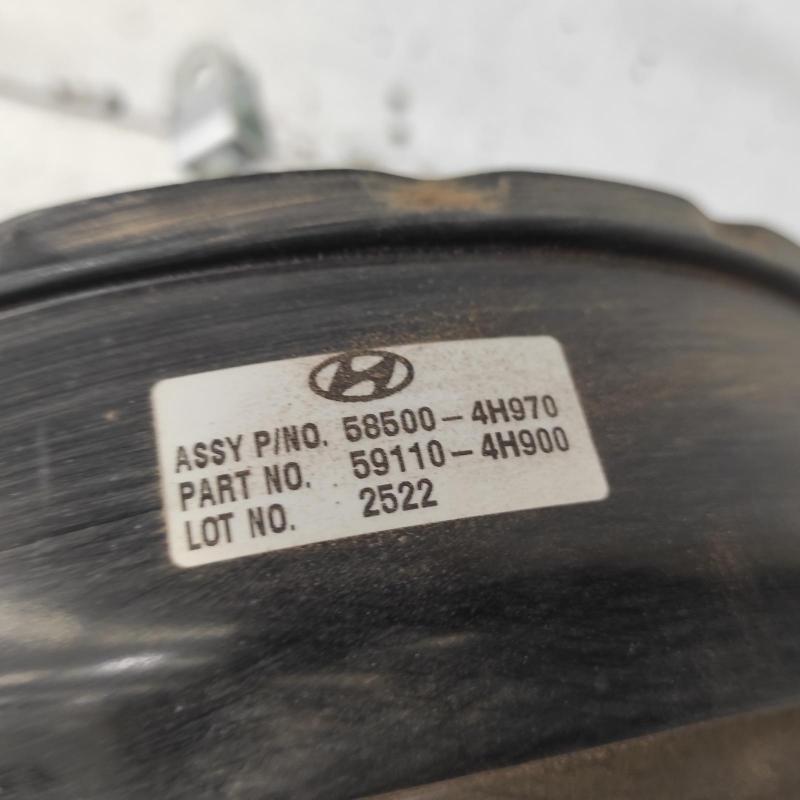 ASSY P/NO. 58500-4H970
PART NO. 59110-4H900
LOT NO. 2522